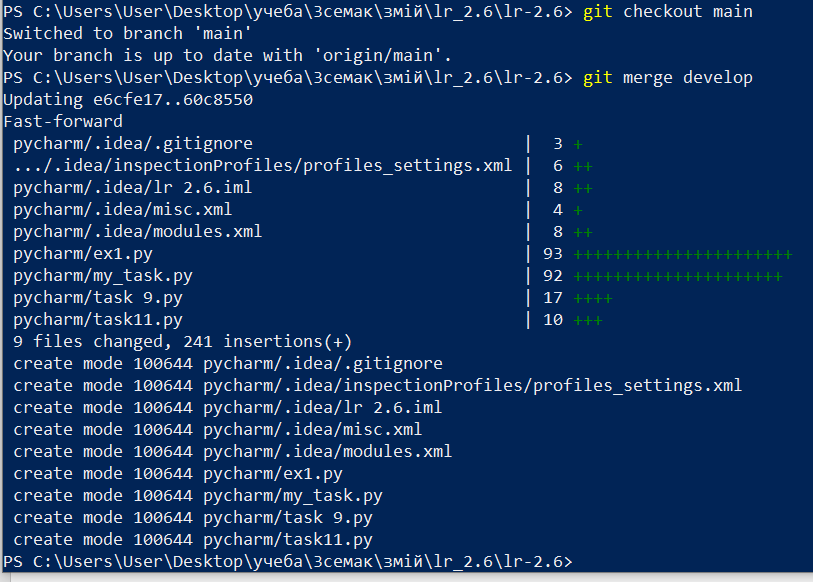 PS C:\Users\User\Desktop\учеба\3семак\змій\lr_2.6\lr-2.6> git checkout main
Switched to branch 'main'
Your branch is up to date with 'origin/main'.
PS C:\Users\User\Desktop\учеба\3семак\змій\lr_2.6\lr-2.6> git merge develop
Updating e6cfe17..60c8550
Fast-forward
 pycharm/.idea/.gitignore                           |  3 +
 .../.idea/inspectionProfiles/profiles_settings.xml |  6 ++
 pycharm/.idea/lr 2.6.iml                           |  8 ++
 pycharm/.idea/misc.xml                             |  4 +
 pycharm/.idea/modules.xml                          |  8 ++
 pycharm/ex1.py                                     | 93 ++++++++++++++++++++++
 pycharm/my_task.py                                 | 92 +++++++++++++++++++++
 pycharm/task 9.py                                  | 17 ++++
 pycharm/task11.py                                  | 10 +++
 9 files changed, 241 insertions(+)
 create mode 100644 pycharm/.idea/.gitignore
 create mode 100644 pycharm/.idea/inspectionProfiles/profiles_settings.xml
 create mode 100644 pycharm/.idea/lr 2.6.iml
 create mode 100644 pycharm/.idea/misc.xml
 create mode 100644 pycharm/.idea/modules.xml
 create mode 100644 pycharm/ex1.py
 create mode 100644 pycharm/my_task.py
 create mode 100644 pycharm/task 9.py
 create mode 100644 pycharm/task11.py
PS C:\Users\User\Desktop\учеба\3семак\змій\lr_2.6\lr-2.6>